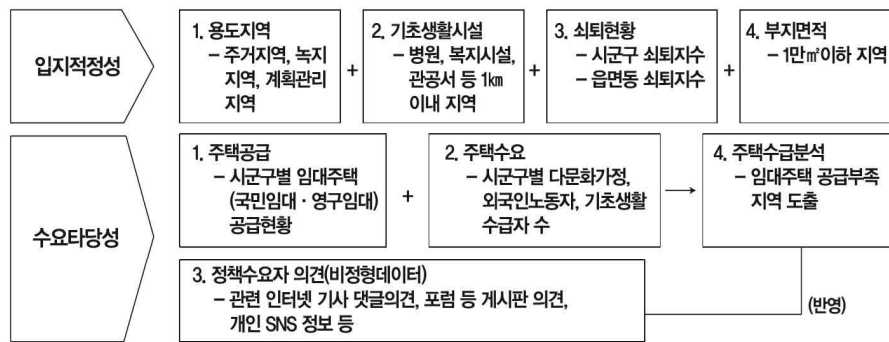 입지적정성
1. 용도지역
– 주거지역, 녹지
지역, 계획관리
지역
+
2. 기초생활시설
– 병원, 복지시설,
관공서 등 1㎞
이내 지역
+
3. 쇠퇴현황
– 시군구 쇠퇴지수
– 읍면동 쇠퇴지수
+
4. 부지면적
– 1만㎡이하 지역
수요타당성
1. 주택공급
– 시군구별 임대주택
(국민임대·영구임대)
공급현황
+
2. 주택수요
– 시군구별 다문화가정,
외국인노동자, 기초생활
수급자 수
4. 주택수급분석
– 임대주택 공급부족
지역 도출
3. 정책수요자 의견(비정형데이터)
– 관련 인터넷 기사 댓글의견, 포럼 등 게시판 의견,
개인 SNS 정보 등
(반영)